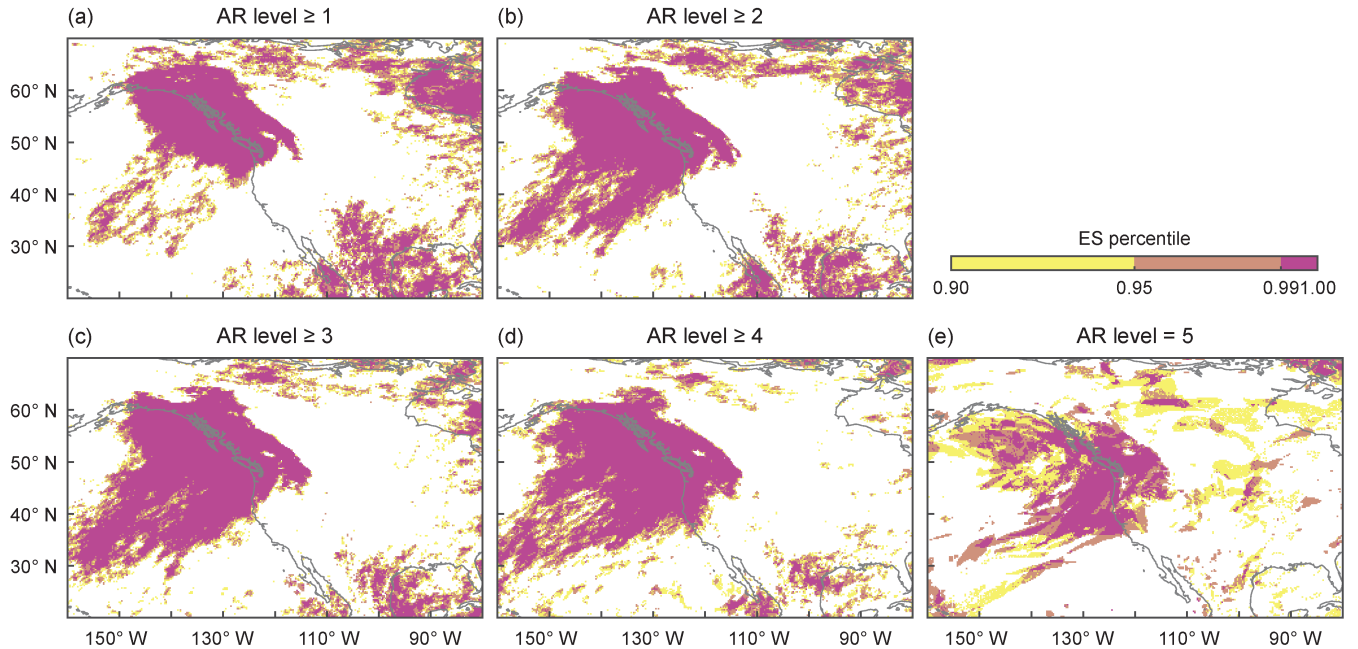 (a) AR level ≥ 1
(b) AR level ≥ 2
60° N
50° N
40° N
30° N
ES percentile
0.90 0.95 0.991.00
(c) AR level ≥ 3
(d) AR level ≥ 4
(e) AR level = 5
60° N
50° N
40° N
30° N
150° W 130° W 110° W 90° W
150° W 130° W 110° W 90° W
150° W 130° W 110° W 90° W